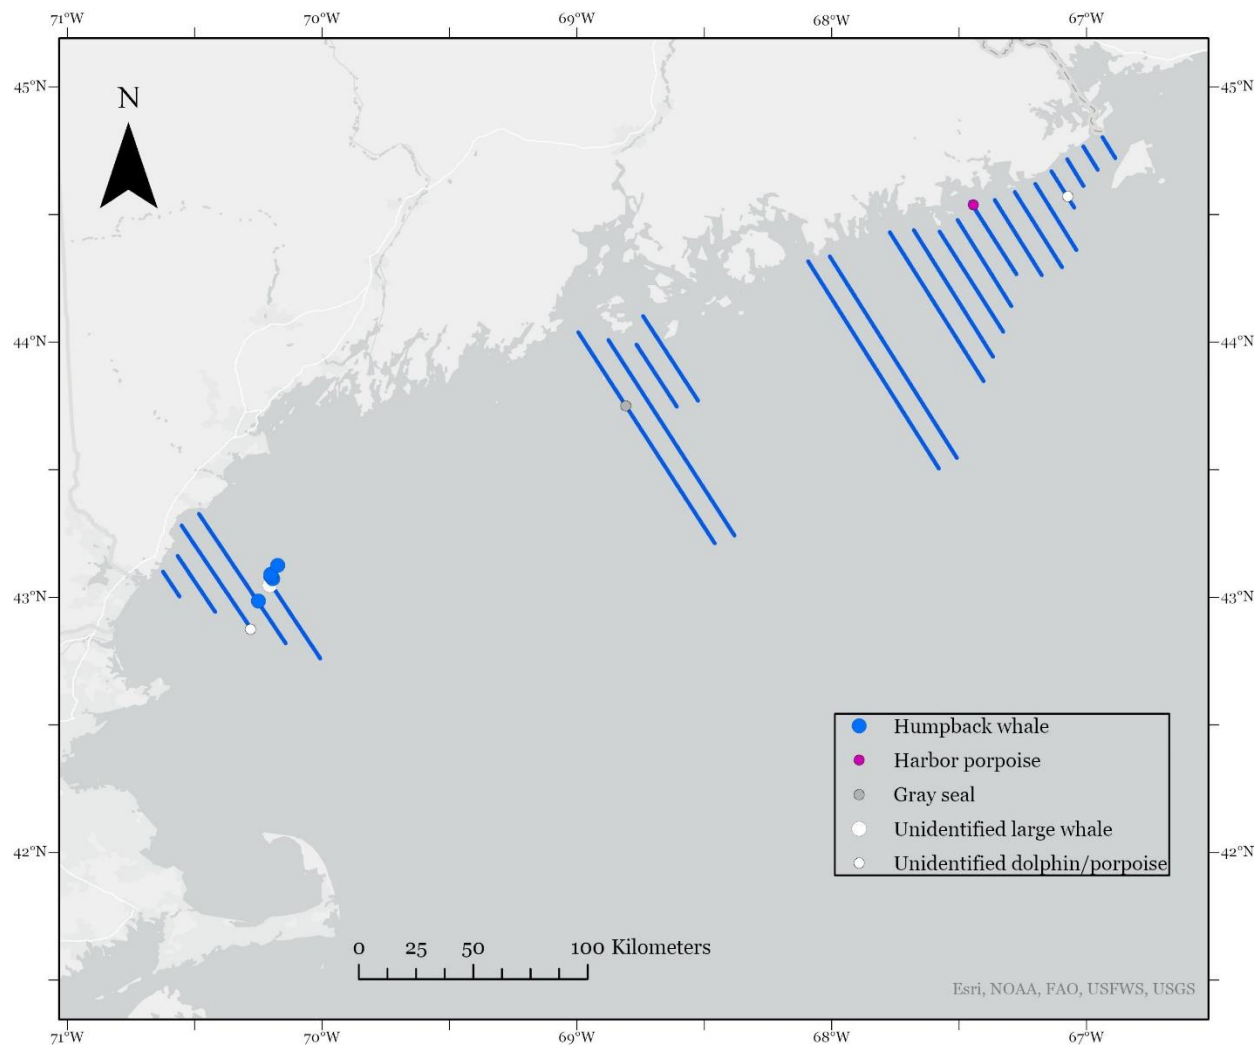 71°W 70°W 69°W 68°W 67°W
45°N 45°N
N
44°N 44°N
43°N 43°N
Humpback whale
Harbor porpoise
Gray seal
Unidentified large whale
42°N 42°N
Unidentified dolphin/porpoise
0 25 50 100 Kilometers
Esri, NOAA, FAO, USFWS, USGS
71°W 70°W 69°W 68°W 67°W